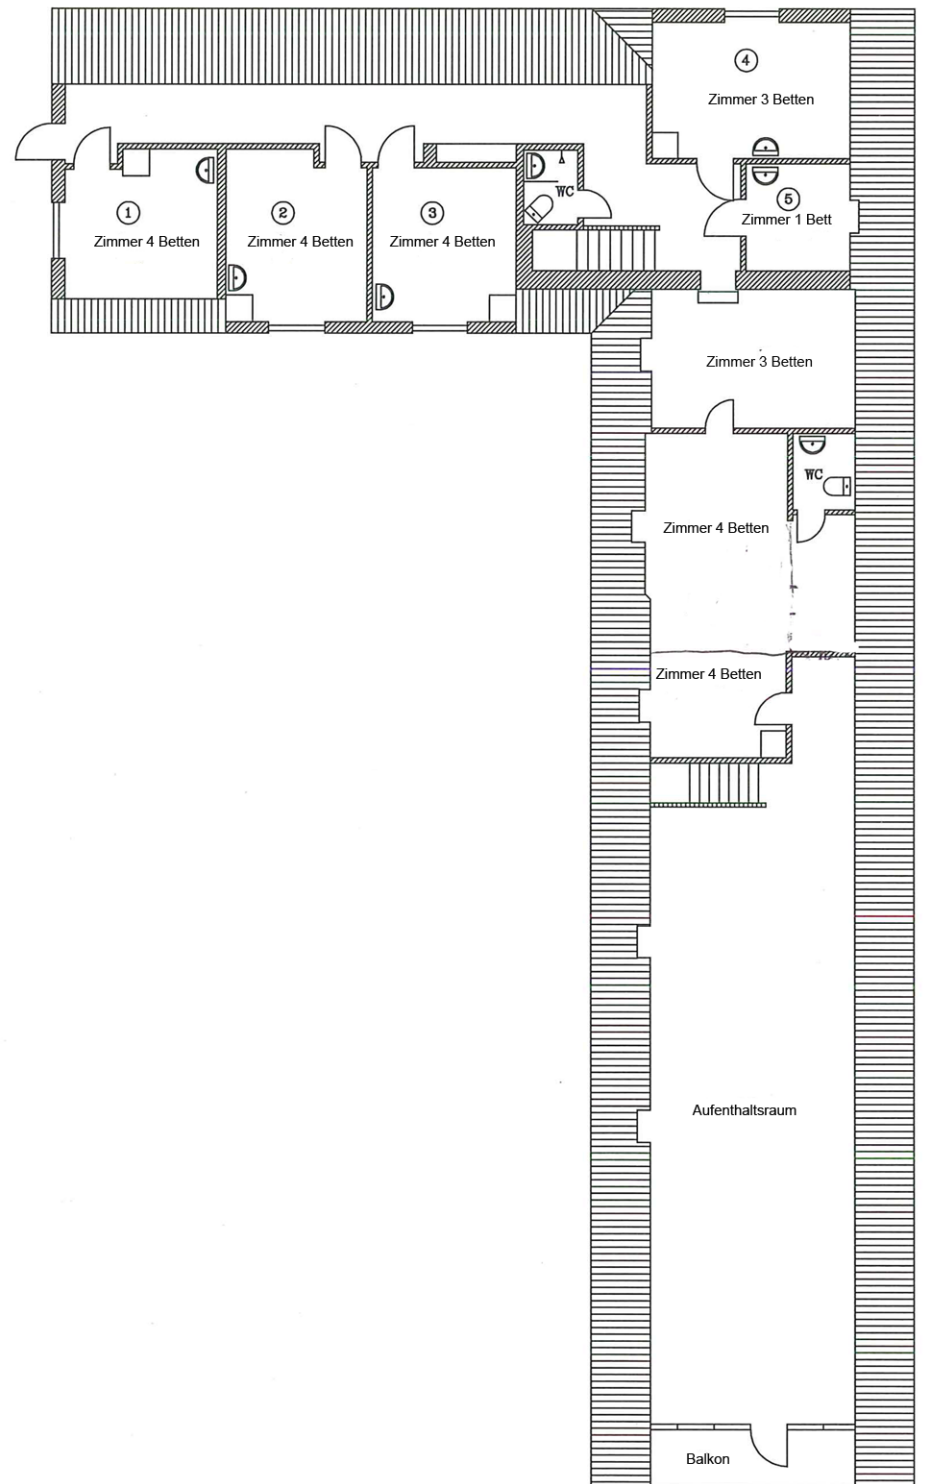 4
Zimmer 3 Betten
WC
5
Zimmer 1 Bett
1
Zimmer 4 Betten
2
Zimmer 4 Betten
3
Zimmer 4 Betten
Zimmer 3 Betten
WC
Zimmer 4 Betten
Zimmer 4 Betten
Aufenthaltsraum
Balkon